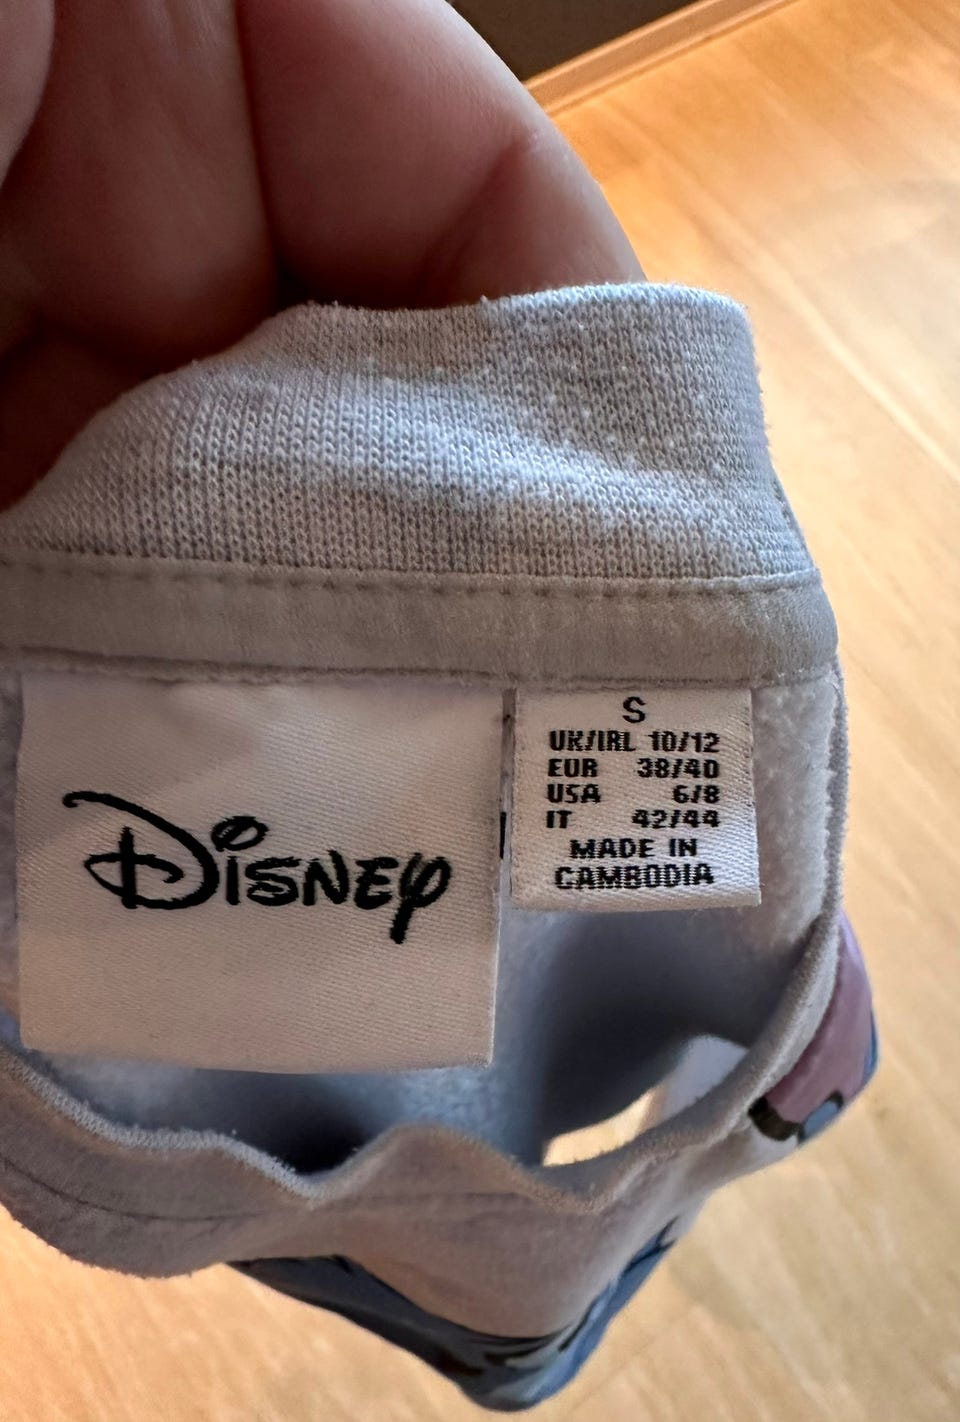 Disney
S
UK/IRL 10/12
EUR 38/40
USA 6/8
IT 42/44
MADE IN
CAMBODIA